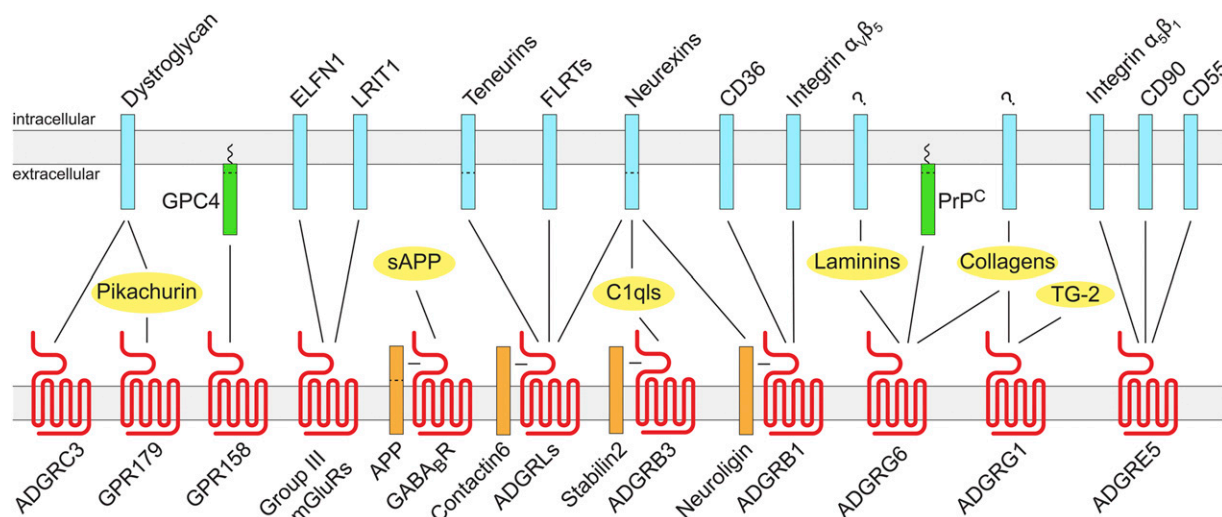 Dystroglycan
ELFN1
LRIT1
Teneurins
FLRTs
Neurexins
CD36
Integrin αVβ5
?
?
Integrin α5β1
CD90
CD55
intracellular
extracellular
GPC4
PrPC
sAPP
Laminins
Collagens
Pikachurin
C1qls
TG-2
ADGRC3
GPR179
GPR158
Group III
mGluRs
APP
GABABR
Contactin6
ADGRLs
Stabilin2
ADGRB3
Neuroligin
ADGRB1
ADGRG6
ADGRG1
ADGRE5